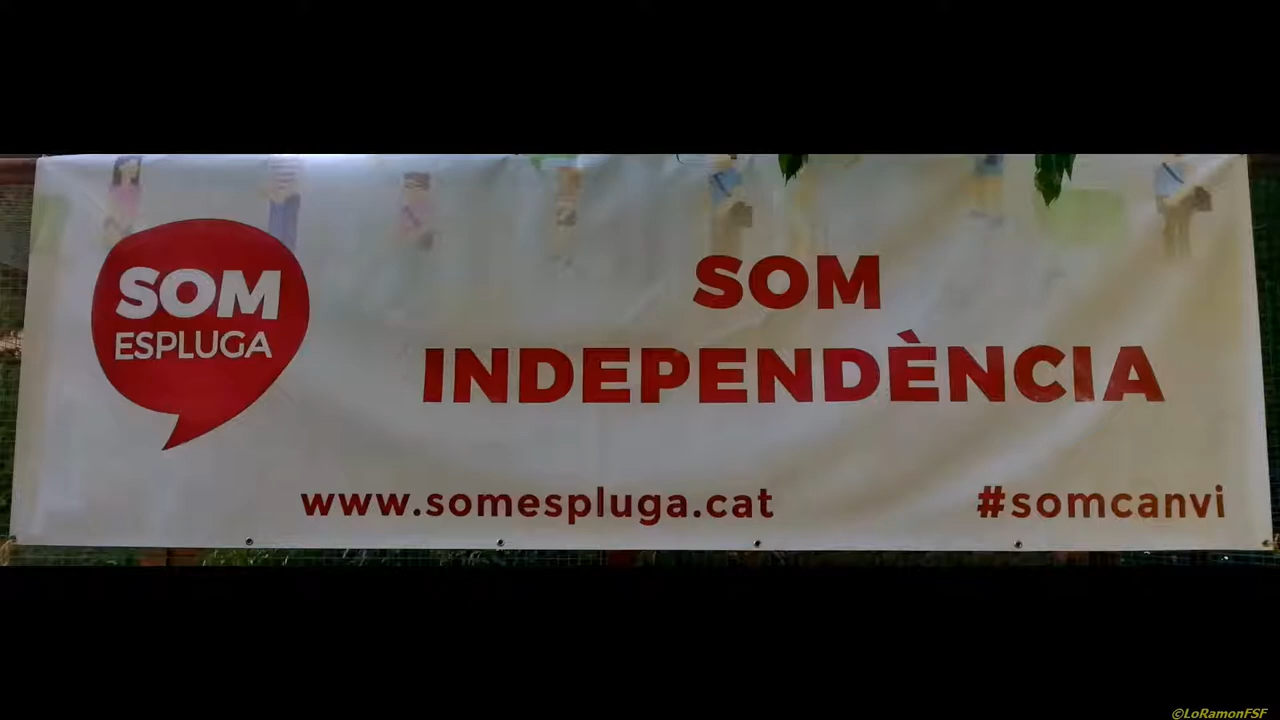 SOM
ESPLUGA
SOM
INDEPENDÈNCIA
www.somespluga.cat
#somcanvi
©LoRamonFSF